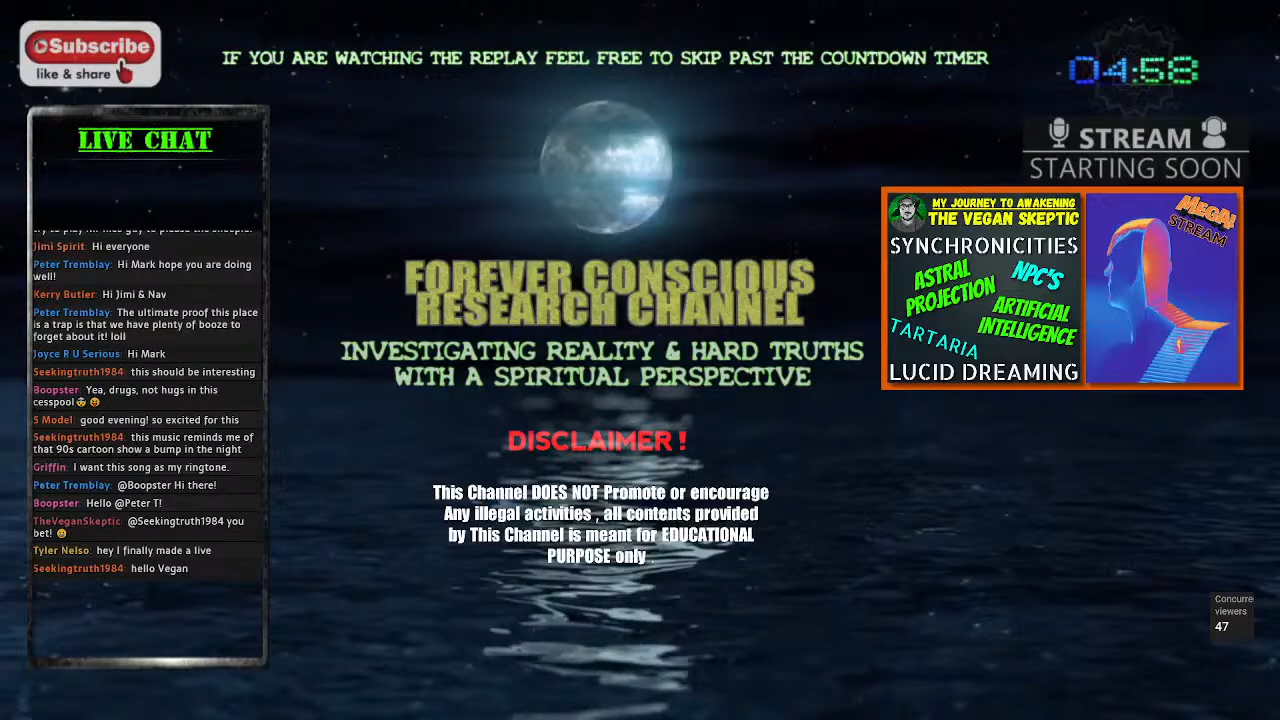 Subscribe
like & share
IF YOU ARE WATCHING THE REPLAY FEEL FREE TO SKIP PAST THE COUNTDOWN TIMER
04:58
STREAM
STARTING SOON
LIVE CHAT
Jimi Spirit: Hi everyone
Peter Tremblay: Hi Mark hope you are doing
well!
Kerry Butler: Hi Jimi & Nav
Peter Tremblay: The ultimate proof this place
is a trap is that we have plenty of booze to
forget about it! loll
Joyce R U Serious: Hi Mark
Seekingtruth1984: this should be interesting
Boopster: Yea, drugs, not hugs in this
cesspool
S Model: good evening! so excited for this
Seekingtruth1984: this music reminds me of
that 90s cartoon show a bump in the night
Griffin: I want this song as my ringtone.
Peter Tremblay: @Boopster Hi there!
Boopster: Hello @Peter T!
TheVeganSkeptic: @Seekingtruth1984 you
bet!
Tyler Nelso: hey I finally made a live
Seekingtruth1984: hello Vegan
FOREVER CONSCIOUS
RESEARCH CHANNEL
INVESTIGATING REALITY & HARD TRUTHS
WITH A SPIRITUAL PERSPECTIVE
DISCLAIMER !
This Channel DOES NOT Promote or encourage
Any illegal activities , all contents provided
by This Channel is meant for EDUCATIONAL
PURPOSE only .
MY JOURNEY TO AWAKENING
THE VEGAN SKEPTIC
SYNCHRONICITIES
ASTRAL
PROJECTION
NPC'S
ARTIFICIAL
INTELLIGENCE
TARTARIA
LUCID DREAMING
MEGA!
STREAM
viewers
47